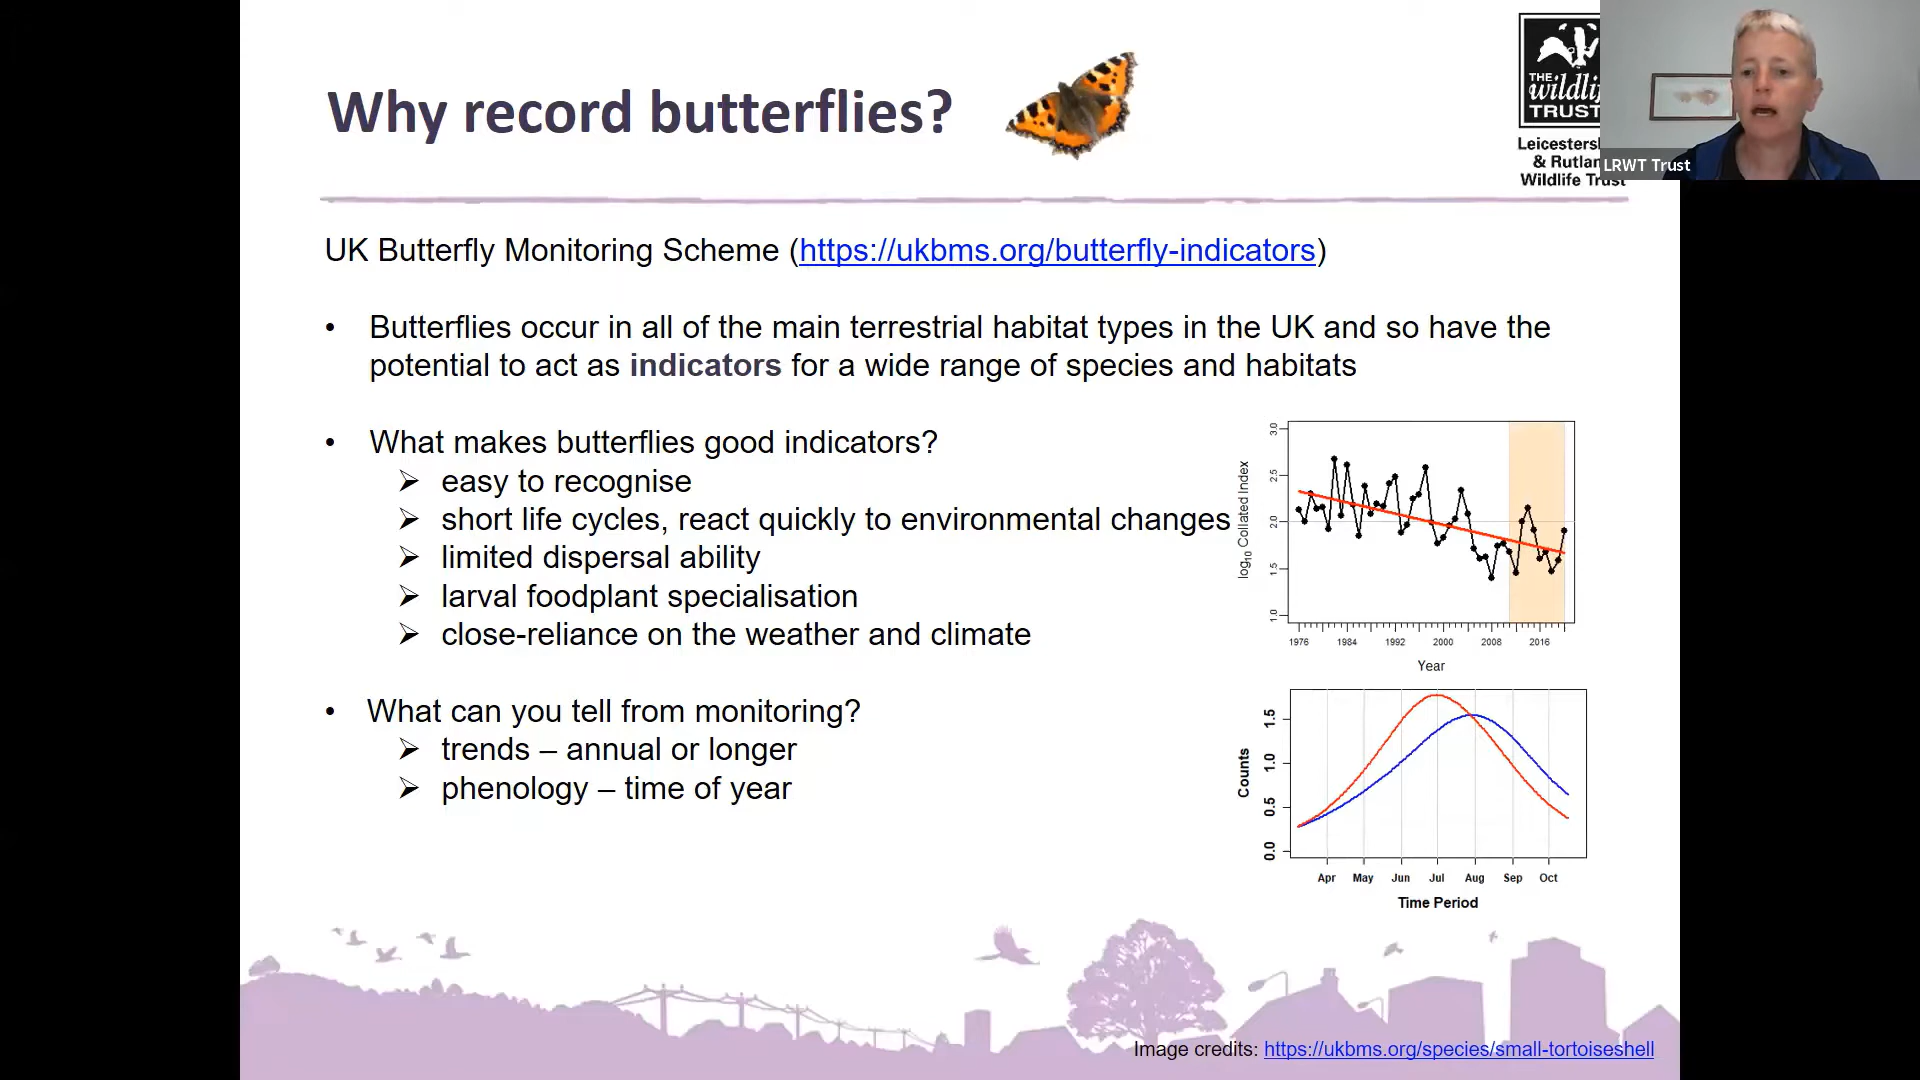 Why record butterflies?
THE
wildli
TRUST
Leicesters
& Rutlan
Wildlife Trust
LRWT Trust
UK Butterfly Monitoring Scheme (https://ukbms.org/butterfly-indicators)
• Butterflies occur in all of the main terrestrial habitat types in the UK and so have the
potential to act as indicators for a wide range of species and habitats
• What makes butterflies good indicators?
➢ easy to recognise
➢ short life cycles, react quickly to environmental changes
➢ limited dispersal ability
➢ larval foodplant specialisation
➢ close-reliance on the weather and climate
• What can you tell from monitoring?
➢ trends – annual or longer
➢ phenology – time of year
log10 Collated Index
3.0
2.5
2.0
1.5
1.0
1976 1984 1992 2000 2008 2016
Year
Counts
1.5
1.0
0.5
0.0
Apr May Jun Jul Aug Sep Oct
Time Period
Image credits: https://ukbms.org/species/small-tortoiseshell